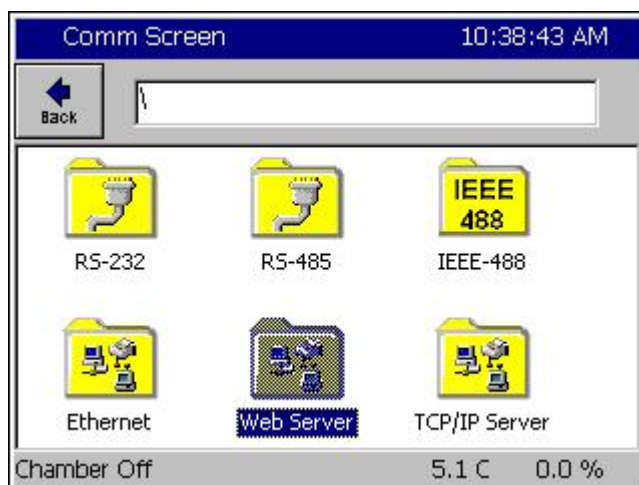 Comm Screen 10:38:43 AM
Back \
IEEE
488
RS-232 RS-485 IEEE-488
Ethernet Web Server TCP/IP Server
Chamber Off 5.1 C 0.0 %